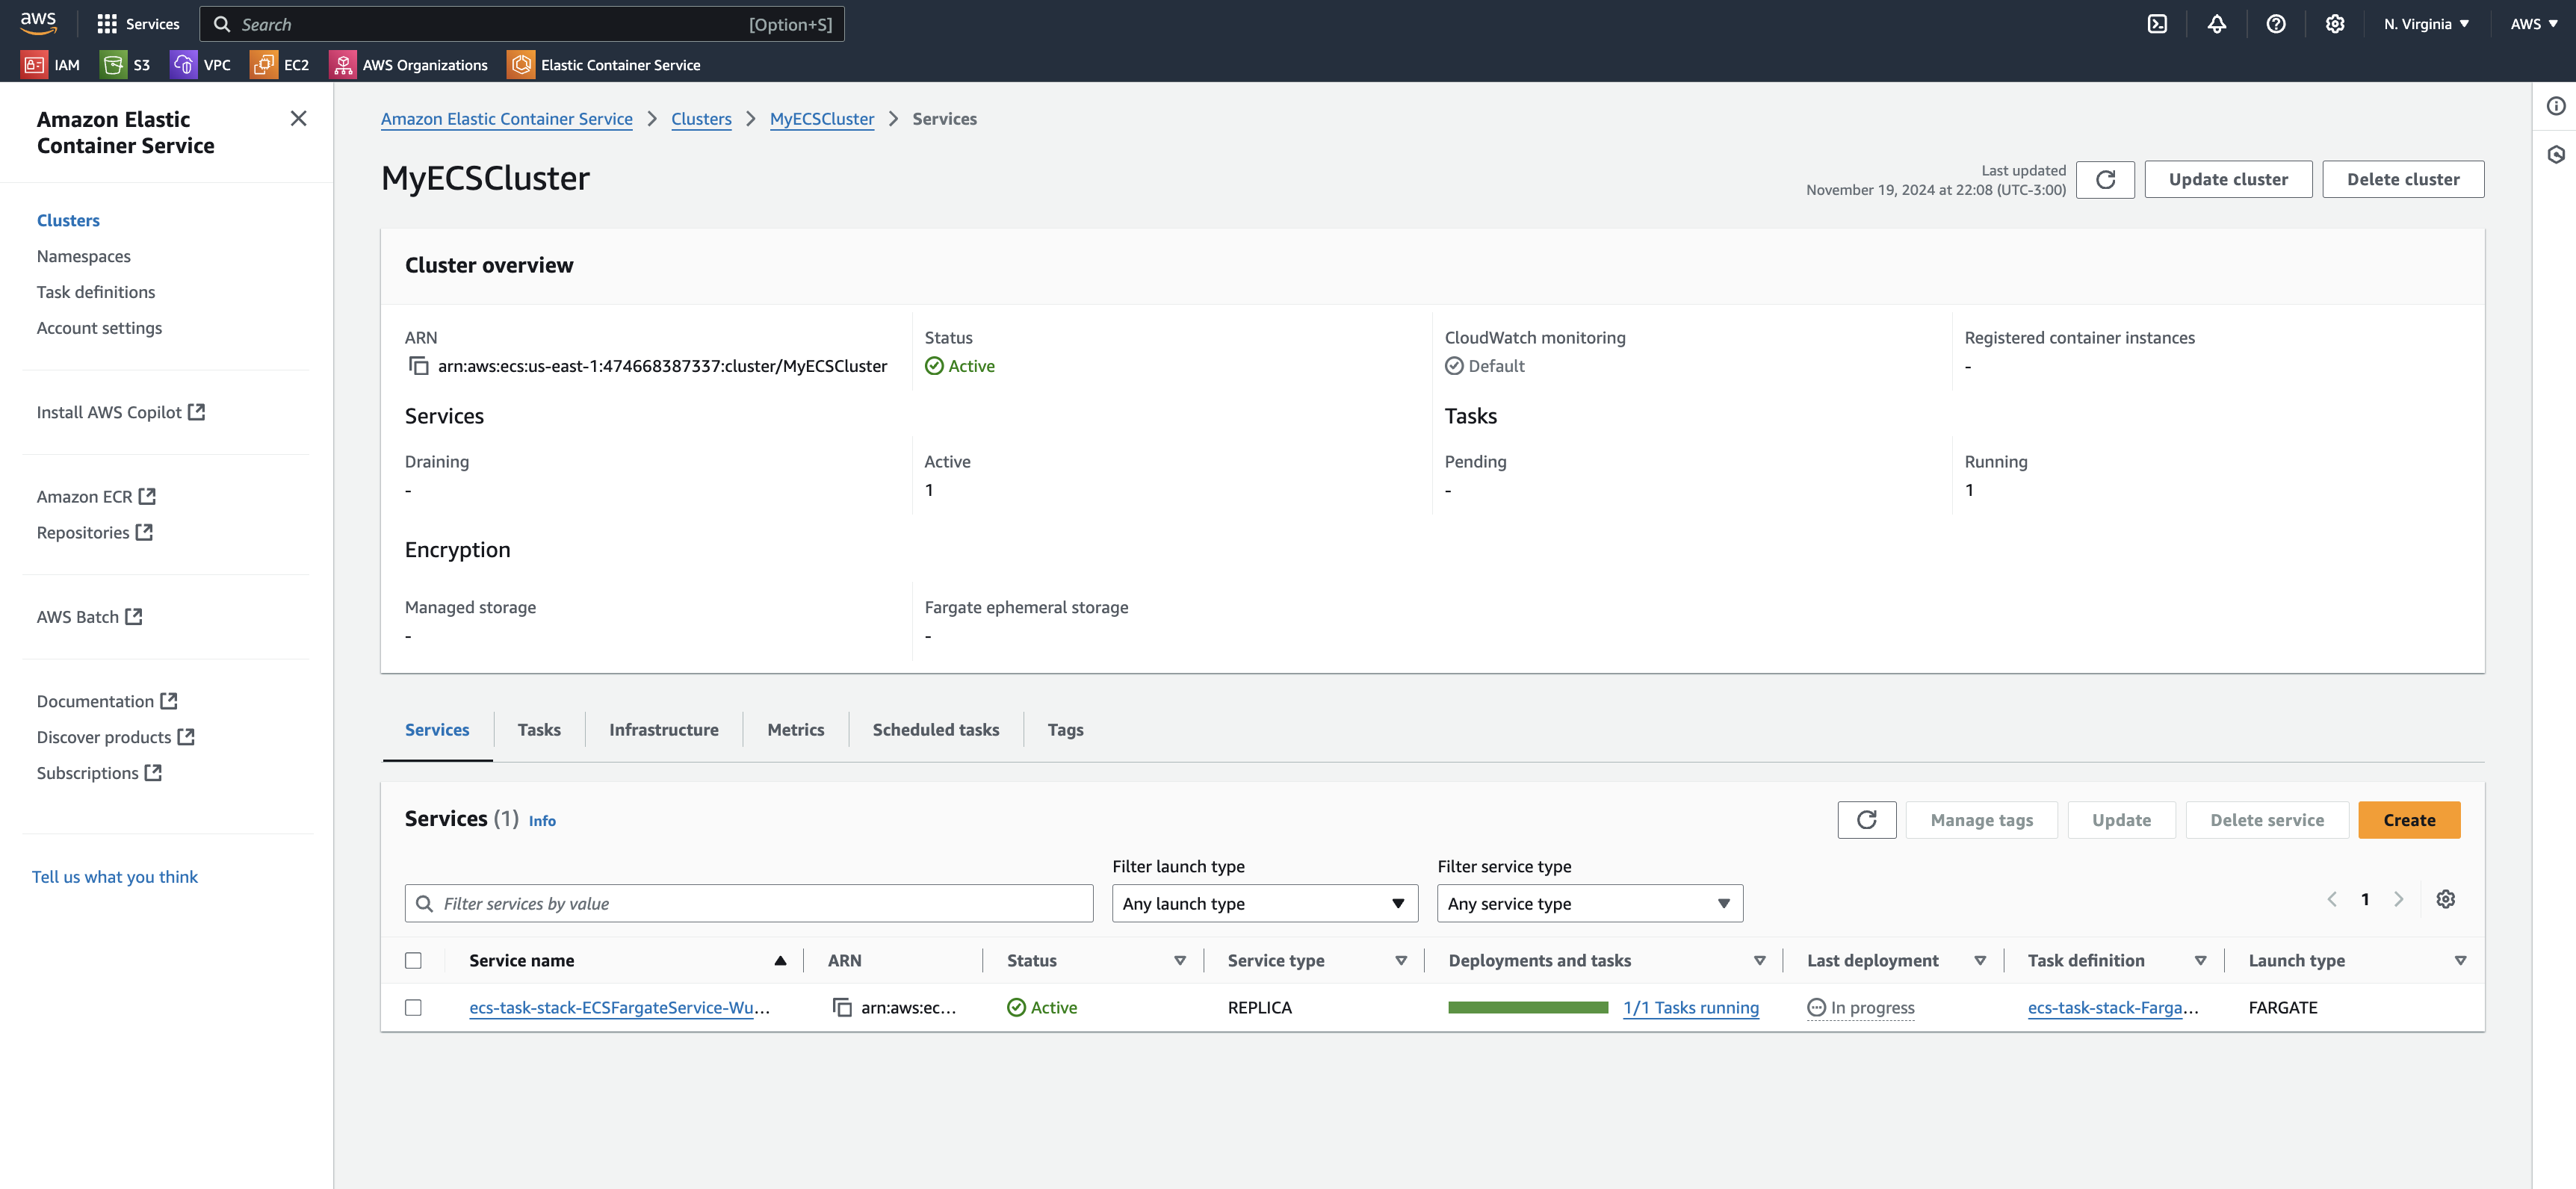 aws
Services
Search [Option+S]
N. Virginia
AWS
IAM S3 VPC EC2 AWS Organizations Elastic Container Service
Amazon Elastic
Container Service
Clusters
Namespaces
Task definitions
Account settings
Install AWS Copilot
Amazon ECR
Repositories
AWS Batch
Documentation
Discover products
Subscriptions
Tell us what you think
Amazon Elastic Container Service > Clusters > MyECSCluster > Services
MyECSCluster
Last updated
November 19, 2024 at 22:08 (UTC-3:00)
Update cluster
Delete cluster
Cluster overview
ARN
arn:aws:ecs:us-east-1:474668387337:cluster/MyECSCluster
Status
Active
CloudWatch monitoring
Default
Registered container instances
-
Services
Draining
-
Active
1
Tasks
Pending
-
Running
1
Encryption
Managed storage
-
Fargate ephemeral storage
-
Services Tasks Infrastructure Metrics Scheduled tasks Tags
Services (1) Info
Manage tags Update Delete service Create
Filter services by value
Filter launch type
Any launch type
Filter service type
Any service type
1
Service name ARN Status Service type Deployments and tasks Last deployment Task definition Launch type
ecs-task-stack-ECSFargateService-Wu... arn:aws:ec... Active REPLICA 1/1 Tasks running In progress ecs-task-stack-Farga... FARGATE